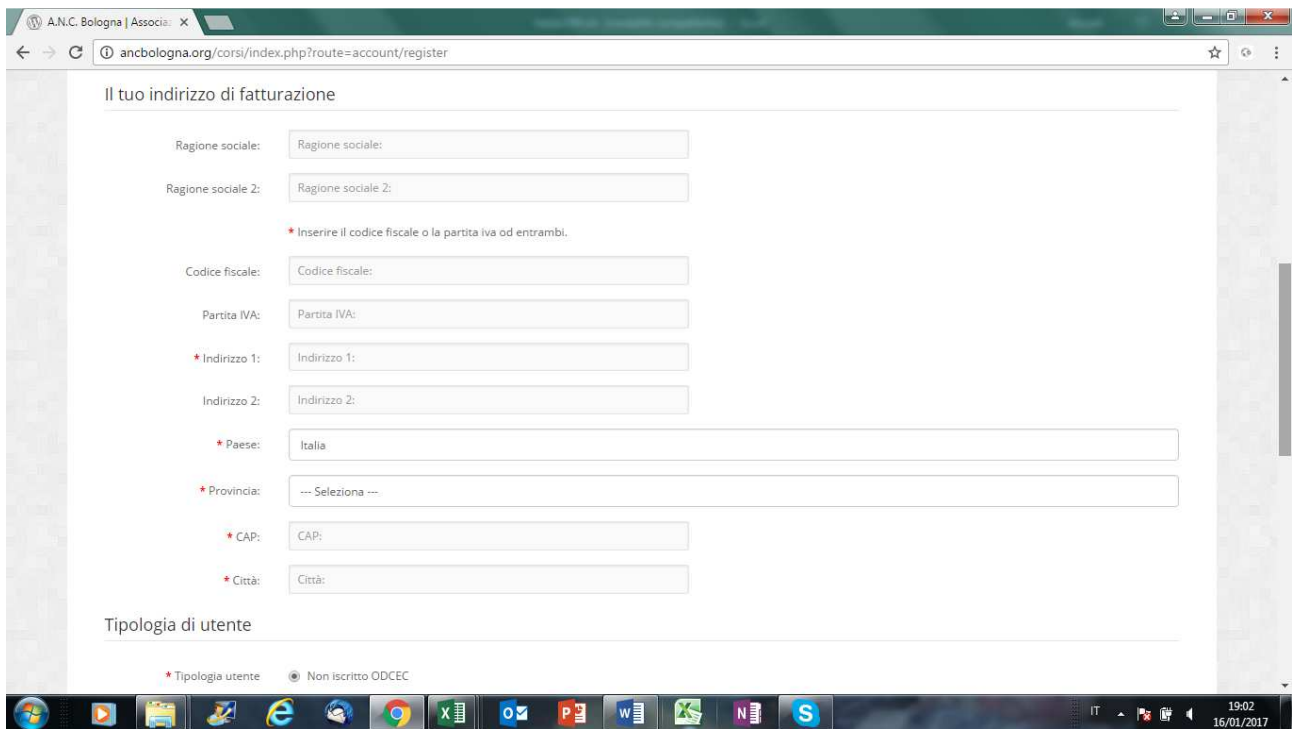 A.N.C. Bologna | Associa
ancbologna.org/corsi/index.php?route=account/register
Il tuo indirizzo di fatturazione
Ragione sociale: Ragione sociale:
Ragione sociale 2: Ragione sociale 2:
* Inserire il codice fiscale o la partita iva od entrambi.
Codice fiscale: Codice fiscale:
Partita IVA: Partita IVA:
* Indirizzo 1: Indirizzo 1:
Indirizzo 2: Indirizzo 2:
* Paese: Italia
* Provincia: --- Seleziona ---
* CAP: CAP:
* Città: Città:
Tipologia di utente
* Tipologia utente Non iscritto ODCEC
IT 19:02
16/01/2017